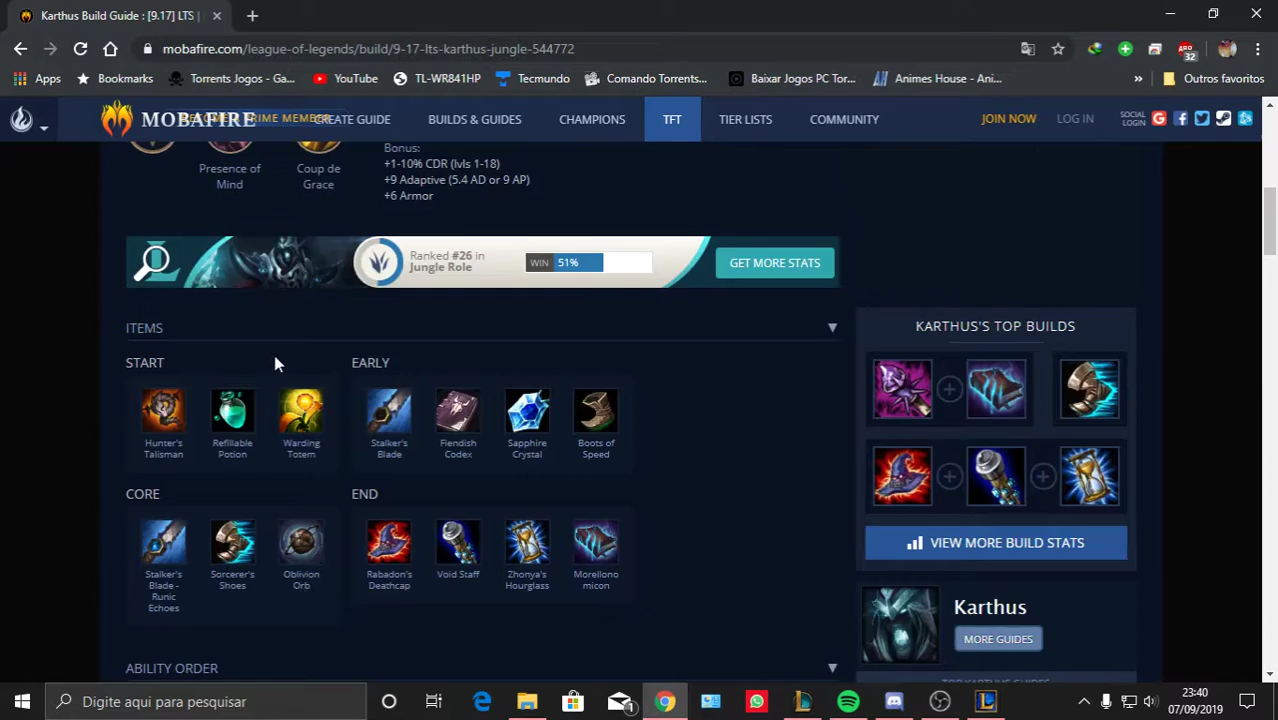 Karthus Build Guide : [9.17] LTS |
mobafire.com/league-of-legends/build/9-17-lts-karthus-jungle-544772
32
Apps
Bookmarks
Torrents Jogos - Ga...
YouTube
TL-WR841HP
Tecmundo
Comando Torrents...
Baixar Jogos PC Tor...
Animes House - Ani...
»
Outros favoritos
MOBAFIRE
CREATE GUIDE
BUILDS & GUIDES
CHAMPIONS
TFT
TIER LISTS
COMMUNITY
JOIN NOW
LOG IN
SOCIAL
LOGIN
Presence of
Mind
Coup de
Grace
Bonus:
+1-10% CDR (lvls 1-18)
+9 Adaptive (5.4 AD or 9 AP)
+6 Armor
Ranked #26 in
Jungle Role
WIN 51%
GET MORE STATS
ITEMS
START
Hunter's
Talisman
Refillable
Potion
Warding
Totem
EARLY
Stalker's
Blade
Fiendish
Codex
Sapphire
Crystal
Boots of
Speed
CORE
Stalker's
Blade -
Runic
Echoes
Sorcerer's
Shoes
Oblivion
Orb
END
Rabadon's
Deathcap
Void Staff
Zhonya's
Hourglass
Morellono
micon
ABILITY ORDER
KARTHUS'S TOP BUILDS
VIEW MORE BUILD STATS
Karthus
MORE GUIDES
TOP KARTHUS GUIDES
Digite aqui para pesquisar
1
23:40
07/09/2019